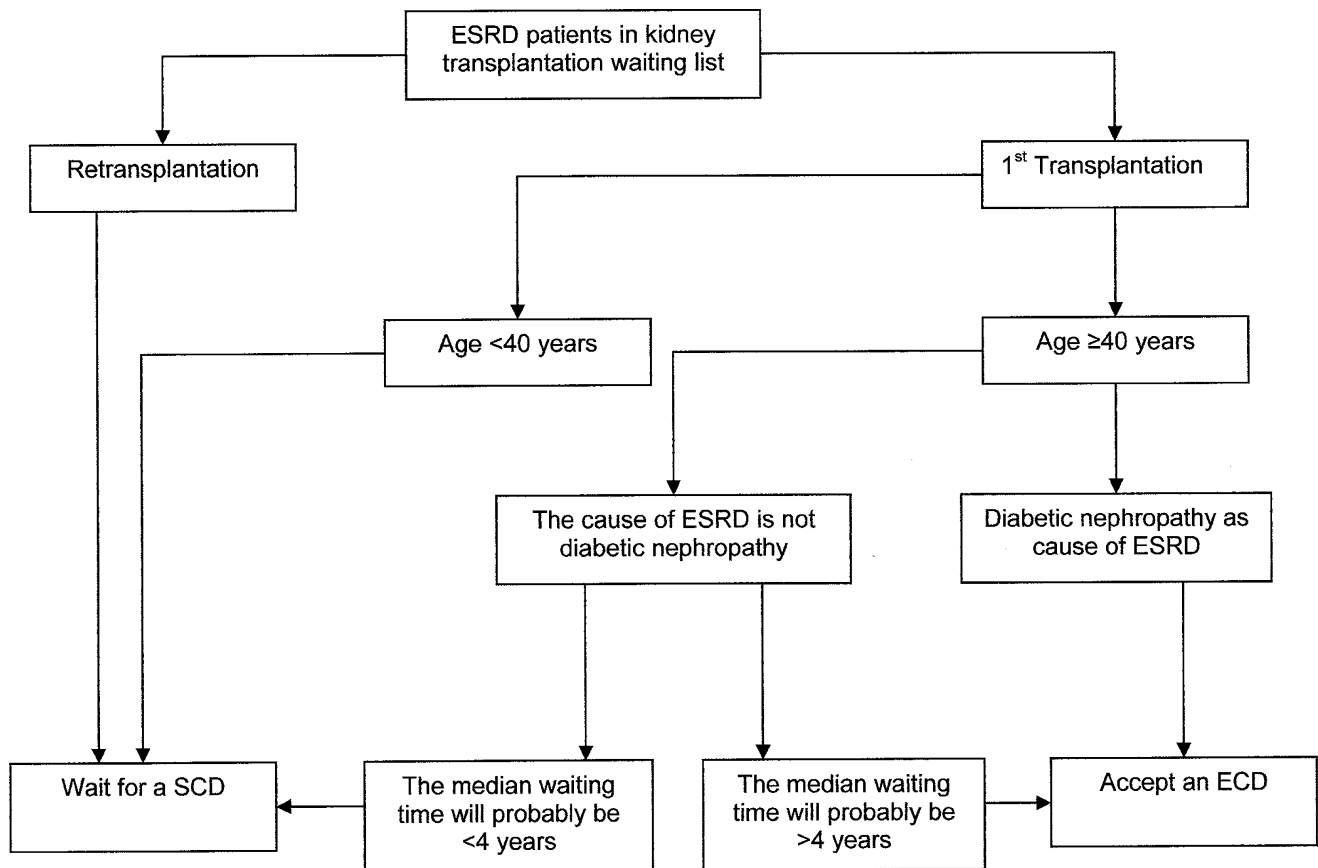 ESRD patients in kidney
transplantation waiting list
Retransplantation
1st Transplantation
Age <40 years
Age ≥40 years
The cause of ESRD is not
diabetic nephropathy
Diabetic nephropathy as
cause of ESRD
Wait for a SCD
The median waiting
time will probably be
<4 years
The median waiting
time will probably be
>4 years
Accept an ECD